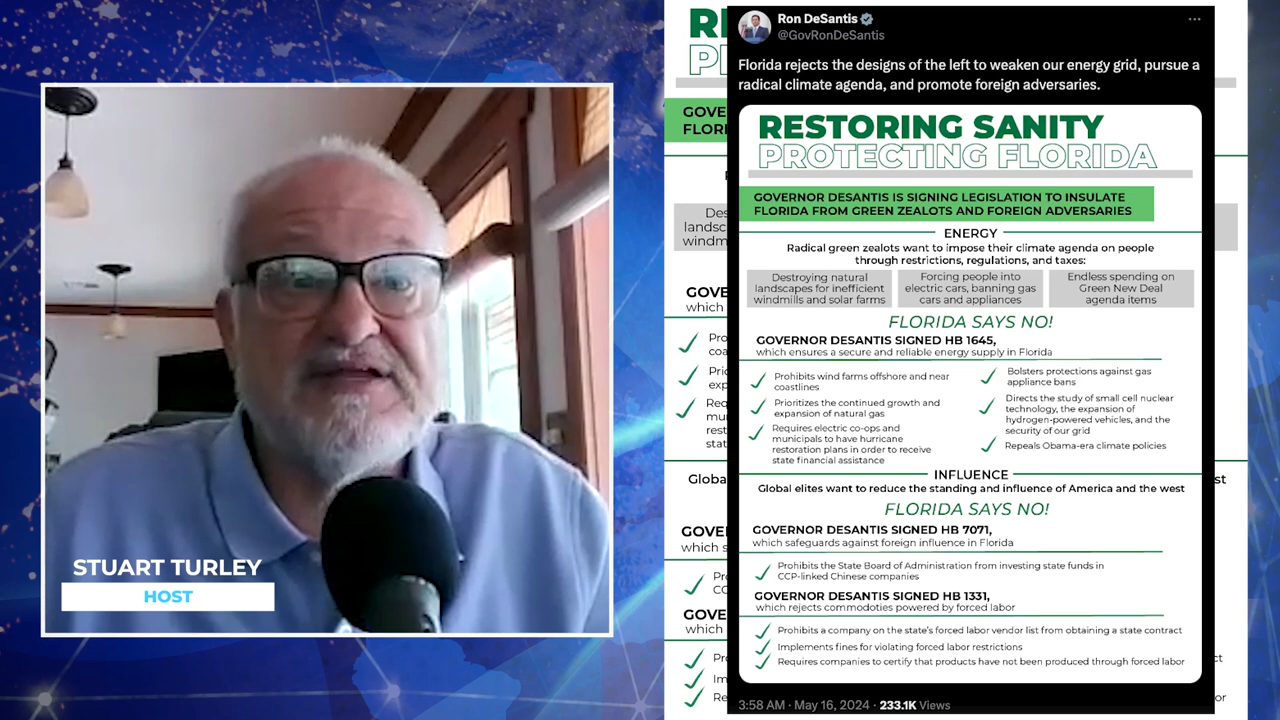 STUART TURLEY
HOST
Ron DeSantis
@GovRonDeSantis
Florida rejects the designs of the left to weaken our energy grid, pursue a
radical climate agenda, and promote foreign adversaries.
RESTORING SANITY
PROTECTING FLORIDA
GOVERNOR DESANTIS IS SIGNING LEGISLATION TO INSULATE
FLORIDA FROM GREEN ZEALOTS AND FOREIGN ADVERSARIES
ENERGY
Radical green zealots want to impose their climate agenda on people
through restrictions, regulations, and taxes:
Destroying natural
landscapes for inefficient
windmills and solar farms
Forcing people into
electric cars, banning gas
cars and appliances
Endless spending on
Green New Deal
agenda items
FLORIDA SAYS NO!
GOVERNOR DESANTIS SIGNED HB 1645,
which ensures a secure and reliable energy supply in Florida
Prohibits wind farms offshore and near
coastlines
Prioritizes the continued growth and
expansion of natural gas
Requires electric co-ops and
municipals to have hurricane
restoration plans in order to receive
state financial assistance
Bolsters protections against gas
appliance bans
Directs the study of small cell nuclear
technology, the expansion of
hydrogen-powered vehicles, and the
security of our grid
Repeals Obama-era climate policies
INFLUENCE
Global elites want to reduce the standing and influence of America and the west
FLORIDA SAYS NO!
GOVERNOR DESANTIS SIGNED HB 7071,
which safeguards against foreign influence in Florida
Prohibits the State Board of Administration from investing state funds in
CCP-linked Chinese companies
GOVERNOR DESANTIS SIGNED HB 1331,
which rejects commodoties powered by forced labor
Prohibits a company on the state's forced labor vendor list from obtaining a state contract
Implements fines for violating forced labor restrictions
Requires companies to certify that products have not been produced through forced labor
3:58 AM · May 16, 2024 · 233.1K Views